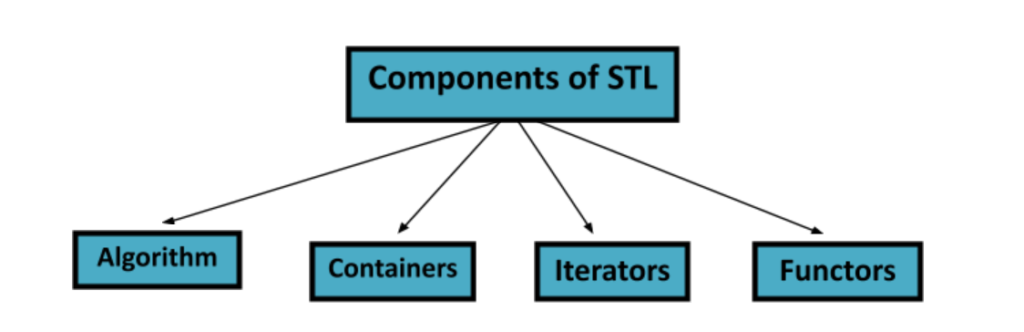 Components of STL
Algorithm
Containers
Iterators
Functors